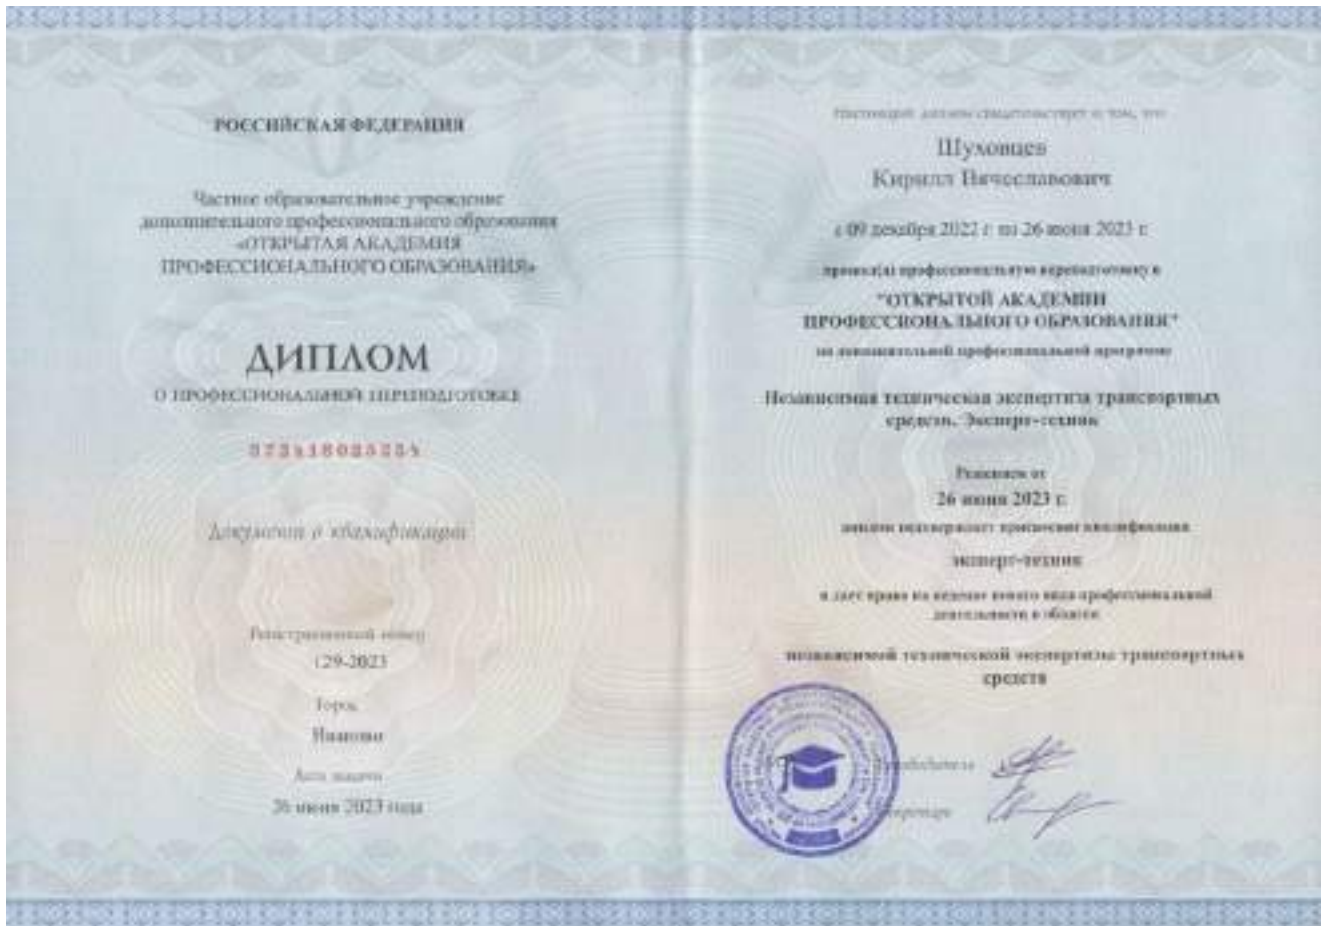 РОССИЙСКАЯ ФЕДЕРАЦИЯ
Частное образовательное учреждение
дополнительного профессионального образования
«ОТКРЫТАЯ АКАДЕМИЯ
ПРОФЕССИОНАЛЬНОГО ОБРАЗОВАНИЯ»
ДИПЛОМ
О ПРОФЕССИОНАЛЬНОЙ ПЕРЕПОДГОТОВКЕ
Документ о квалификации
Регистрационный номер
129-2023
Город
Иваново
Дата выдачи
26 июня 2023 года
Настоящий диплом свидетельствует о том, что
Шуховцев
Кирилл Вячеславович
с 09 декабря 2022 г. по 26 июня 2023 г.
прошел(а) профессиональную переподготовку в
"ОТКРЫТОЙ АКАДЕМИИ
ПРОФЕССИОНАЛЬНОГО ОБРАЗОВАНИЯ"
по дополнительной профессиональной программе
Независимая техническая экспертиза транспортных
средств. Эксперт-техник
Решением от
26 июня 2023 г.
диплом подтверждает присвоение квалификации
эксперт-техник
и дает право на ведение нового вида профессиональной
деятельности в области
независимой технической экспертизы транспортных
средств
Руководитель
Секретарь